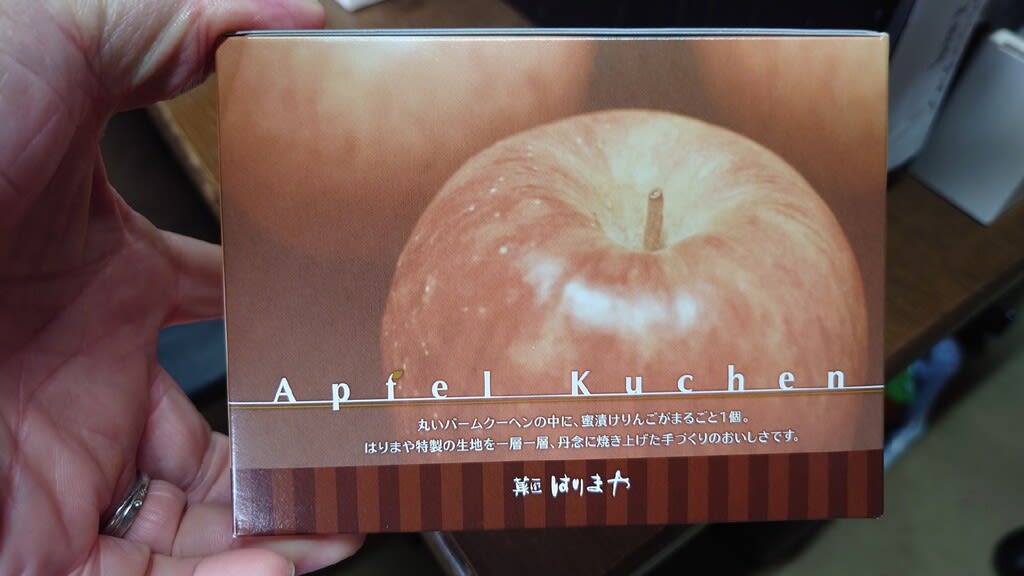 Apfel Kuchen
丸いバームクーヘンの中に、蜜漬けりんごがまるごと1個。
はりまや特製の生地を一層一層、丹念に焼き上げた手づくりのおいしさです。
菓匠 はりまや